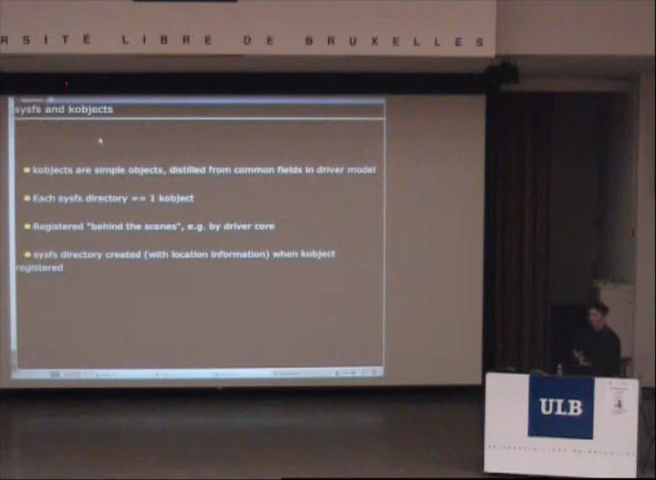 RSITÉ LIBRE DE BRUXELLES
sysfs and kobjects
kobjects are simple objects, distilled from common fields in driver model
Each sysfs directory == 1 kobject
Registered "behind the scenes", e.g. by driver core
sysfs directory created (with location information) when kobject
registered
ULB